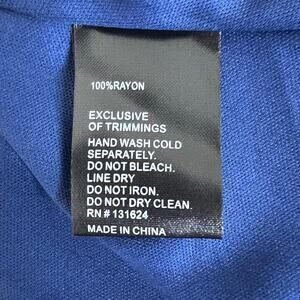 100%RAYON
EXCLUSIVE
OF TRIMMINGS
HAND WASH COLD
SEPARATELY.
DO NOT BLEACH.
LINE DRY
DO NOT IRON.
DO NOT DRY CLEAN.
RN # 131624
MADE IN CHINA